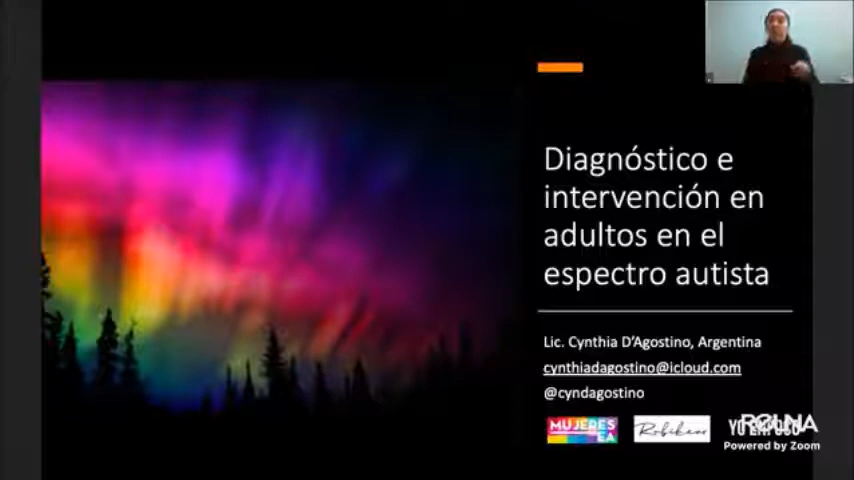 Diagnóstico e
intervención en
adultos en el
espectro autista
Lic. Cynthia D'Agostino, Argentina
cynthiadagostino@icloud.com
@cyndagostino
MUJERES
EA
YO
Powered by Zoom